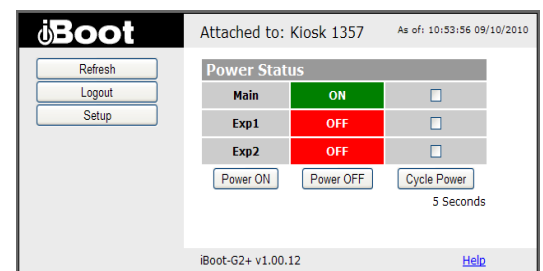 iBoot
Attached to: Kiosk 1357
As of: 10:53:56 09/10/2010
Refresh
Logout
Setup
Power Status
Main ON
Exp1 OFF
Exp2 OFF
Power ON Power OFF Cycle Power
5 Seconds
iBoot-G2+ v1.00.12 Help